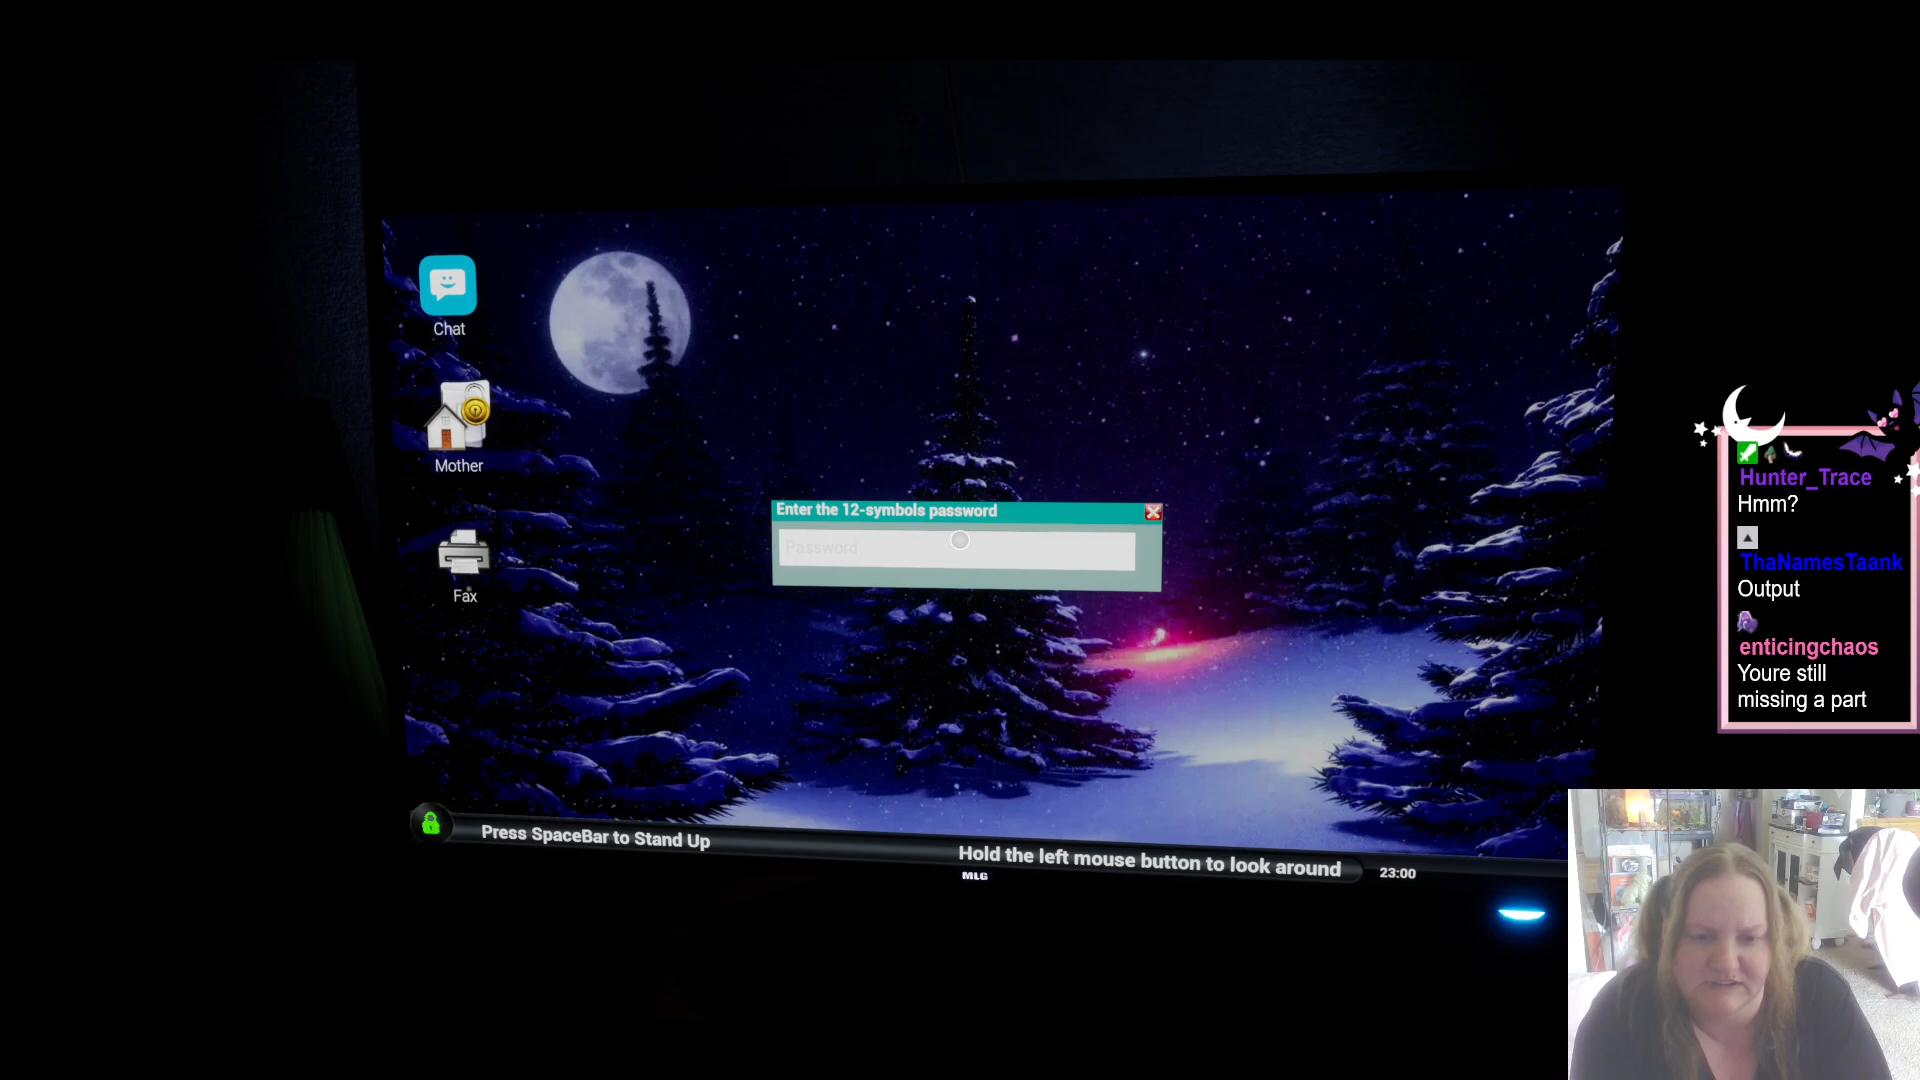 Chat
Mother
Fax
Enter the 12-symbols password
Password
Press SpaceBar to Stand Up
Hold the left mouse button to look around
MLG
23:00
Hunter_Trace
Hmm?
ThaNamesTaank
Output
enticingchaos
Youre still
missing a part